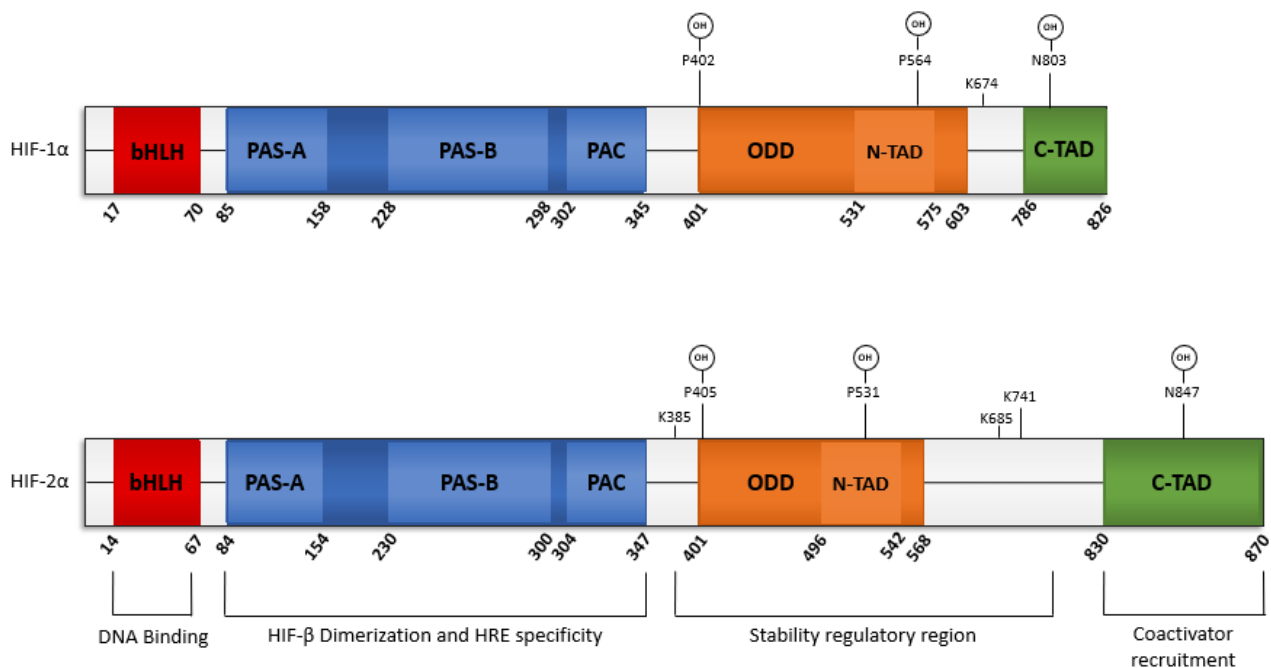 OH OH OH
P402 P564 N803
K674
HIF-1α bHLH PAS-A PAS-B PAC ODD N-TAD C-TAD
17 70 85 158 228 298 302 345 401 531 575 603 786 826
OH OH OH
P405 P531 N847
K385 K685 K741
HIF-2α bHLH PAS-A PAS-B PAC ODD N-TAD C-TAD
14 67 84 154 230 300 304 347 401 496 542 568 830 870
DNA Binding HIF-β Dimerization and HRE specificity Stability regulatory region Coactivator
recruitment